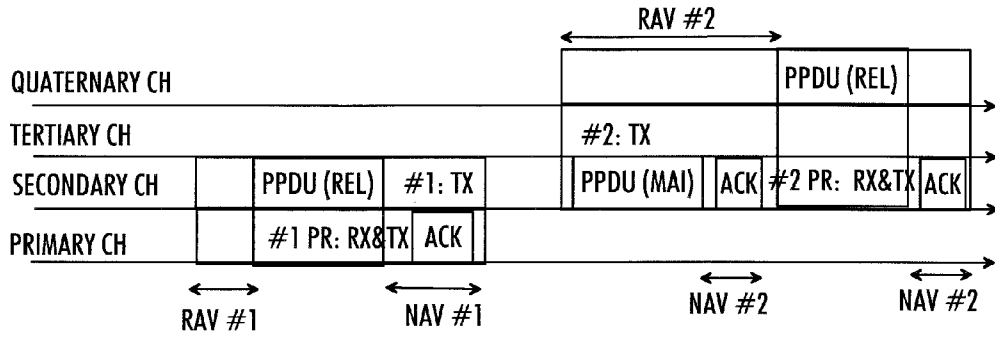 RAV #2
QUATERNARY CH
PPDU (REL)
TERTIARY CH
#2: TX
SECONDARY CH
PPDU (REL)
#1: TX
PPDU (MAI)
ACK
#2 PR: RX&TX
ACK
PRIMARY CH
#1 PR: RX&TX
ACK
RAV #1
NAV #1
NAV #2
NAV #2